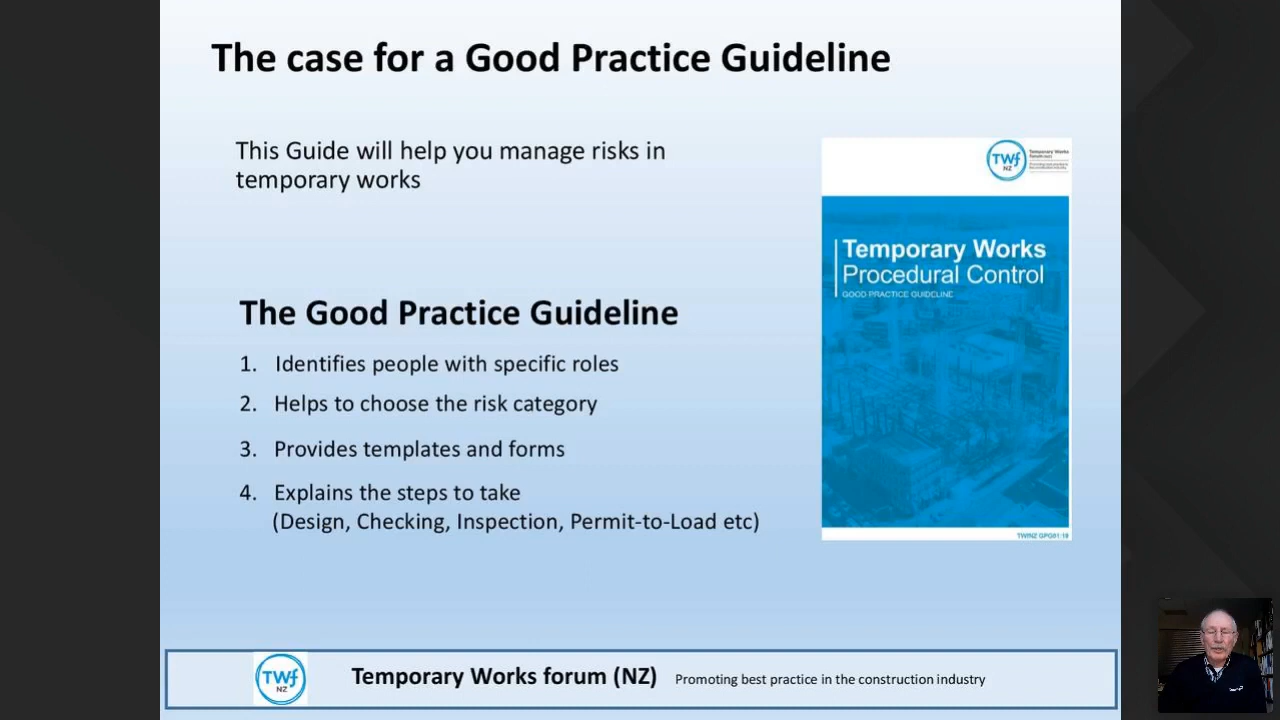 The case for a Good Practice Guideline
This Guide will help you manage risks in
temporary works
TWf
NZ
Temporary Works
Temporary Works
Procedural Control
GOOD PRACTICE GUIDELINE
The Good Practice Guideline
1. Identifies people with specific roles
2. Helps to choose the risk category
3. Provides templates and forms
4. Explains the steps to take
(Design, Checking, Inspection, Permit-to-Load etc)
TWf
NZ
Temporary Works forum (NZ) Promoting best practice in the construction industry